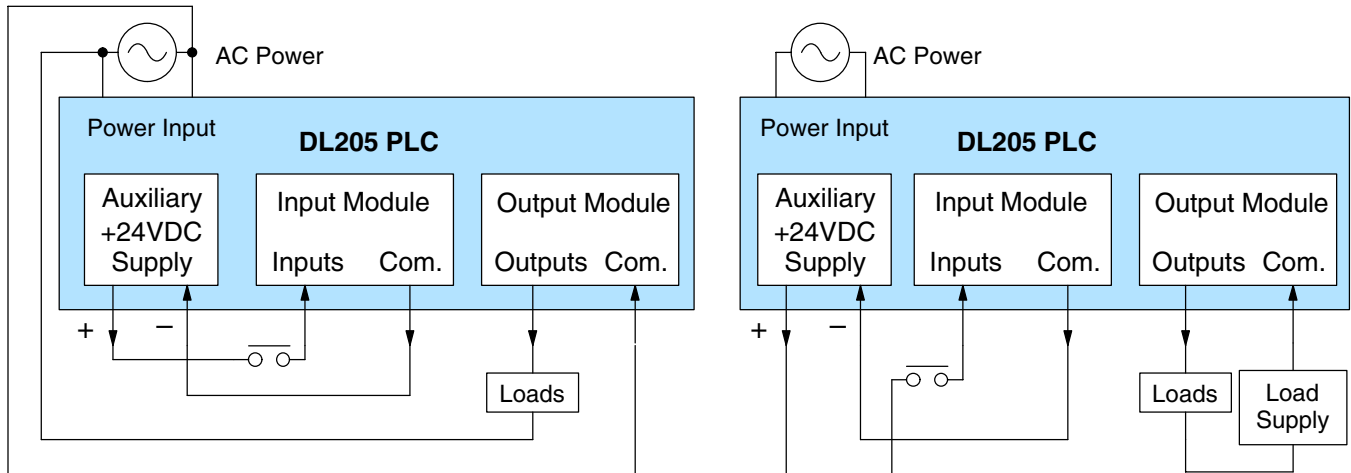 AC Power
Power Input
DL205 PLC
Auxiliary
+24VDC
Supply
Input Module
Inputs Com.
Output Module
Outputs Com.
+ –
Loads
AC Power
Power Input
DL205 PLC
Auxiliary
+24VDC
Supply
Input Module
Inputs Com.
Output Module
Outputs Com.
+ –
Loads
Load
Supply